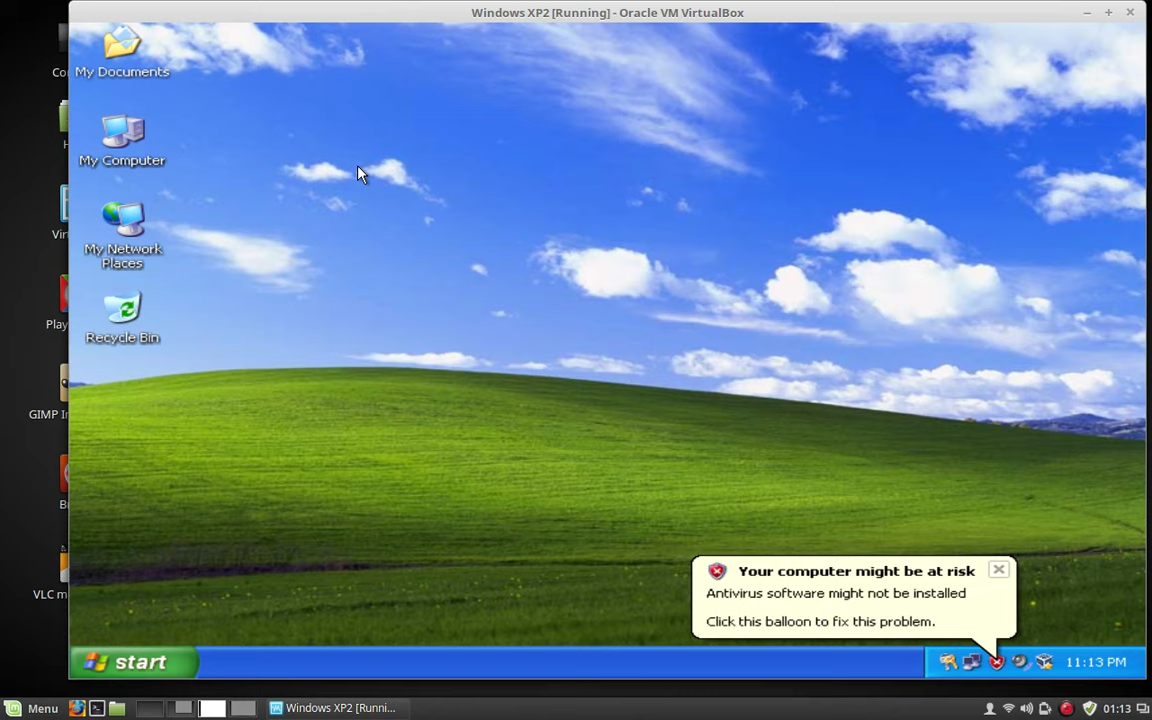 Windows XP2 [Running] - Oracle VM VirtualBox
My Documents
My Computer
My Network
Places
Recycle Bin
Co
H
Vir
Play
GIMP I
B
VLC m
Your computer might be at risk
Antivirus software might not be installed
Click this balloon to fix this problem.
start
11:13 PM
Menu
Windows XP2 [Runni...
01:13